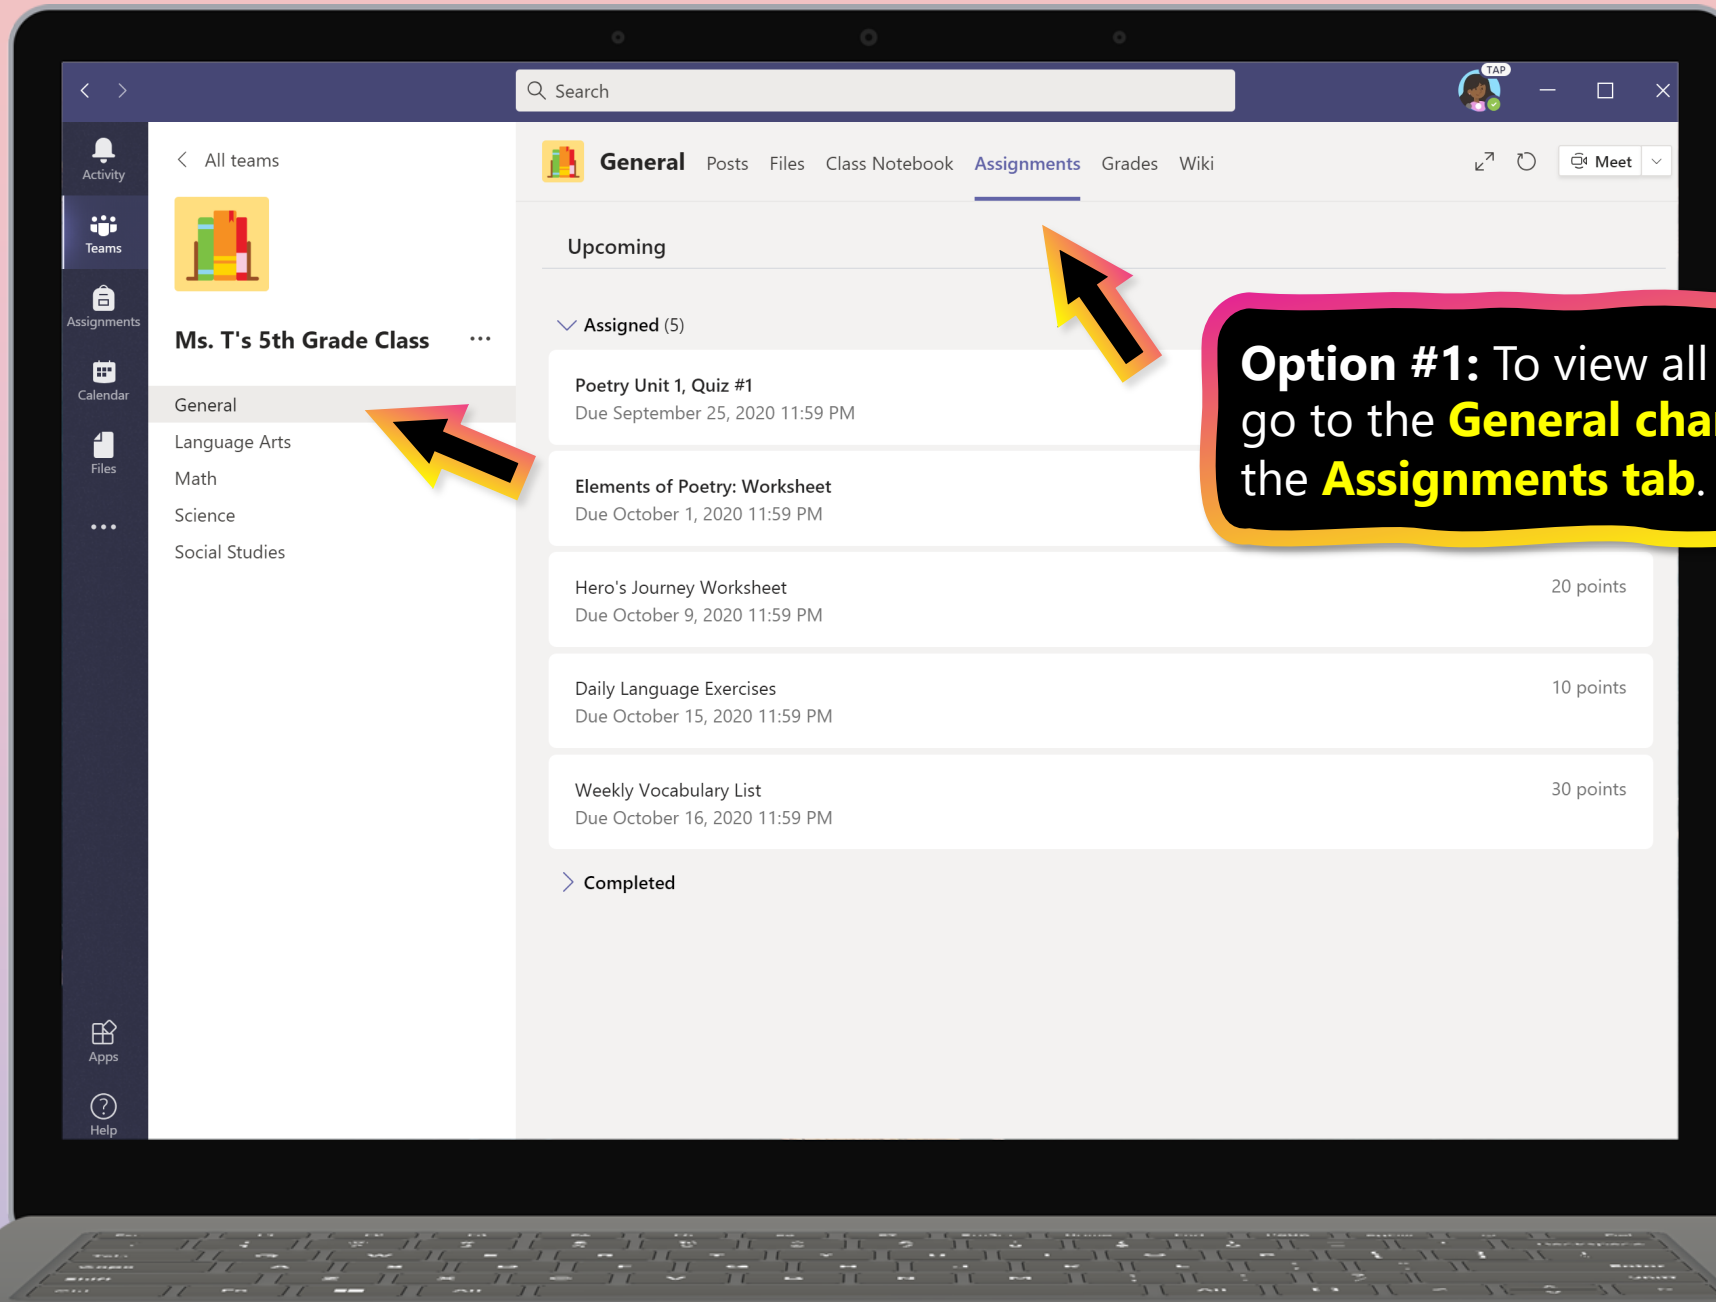 Search
TAP
Activity
Teams
Assignments
Calendar
Files
Apps
Help
All teams
Ms. T's 5th Grade Class
General
Language Arts
Math
Science
Social Studies
General Posts Files Class Notebook Assignments Grades Wiki
Meet
Upcoming
Assigned (5)
Poetry Unit 1, Quiz #1
Due September 25, 2020 11:59 PM
Elements of Poetry: Worksheet
Due October 1, 2020 11:59 PM
Hero's Journey Worksheet
20 points
Due October 9, 2020 11:59 PM
Daily Language Exercises
10 points
Due October 15, 2020 11:59 PM
Weekly Vocabulary List
30 points
Due October 16, 2020 11:59 PM
Completed
Option #1: To view all
go to the General
the Assignments tab.